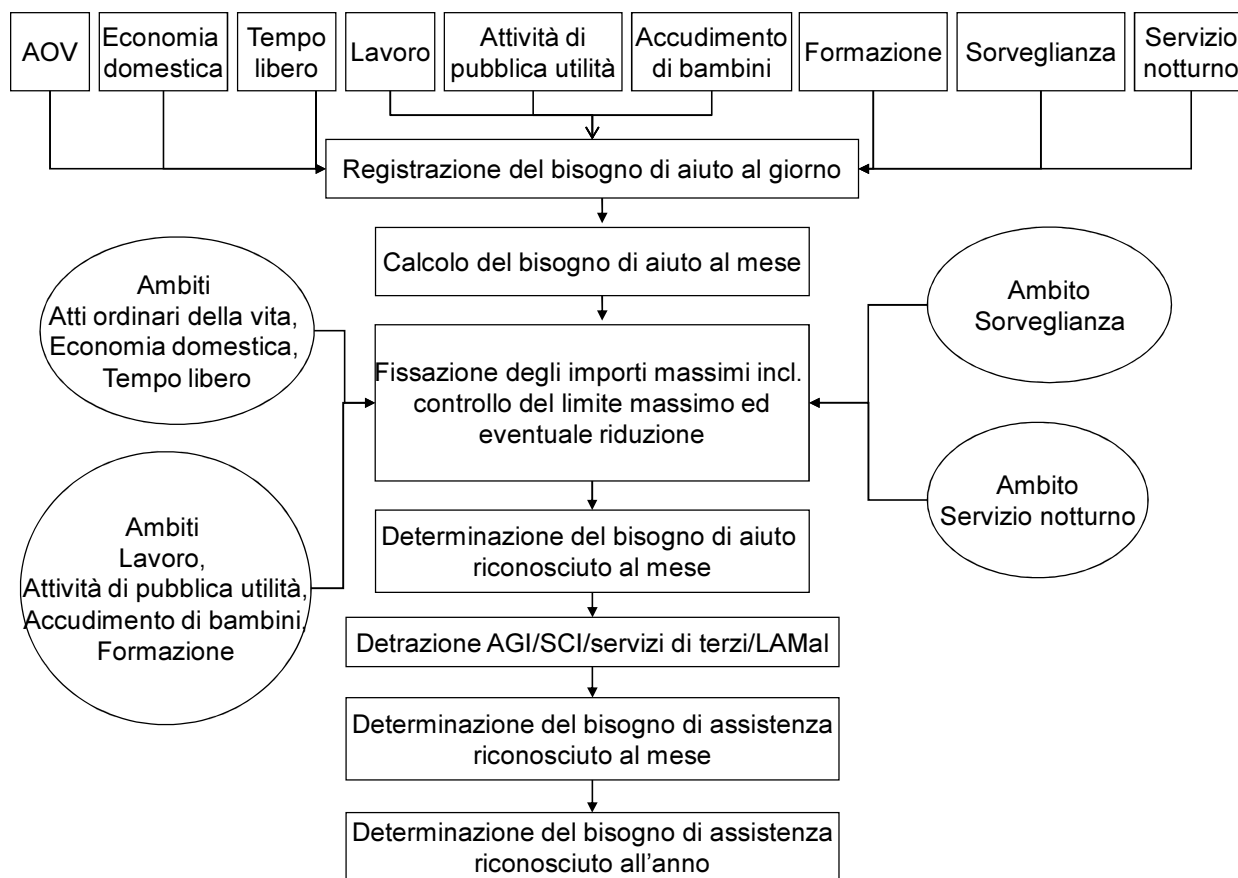 AOV
Economia
domestica
Tempo
libero
Lavoro
Attività di
pubblica utilità
Accudimento
di bambini
Formazione
Sorveglianza
Servizio
notturno
Registrazione del bisogno di aiuto al giorno
Calcolo del bisogno di aiuto al mese
Ambiti
Atti ordinari della vita,
Economia domestica,
Tempo libero
Ambito
Sorveglianza
Fissazione degli importi massimi incl.
controllo del limite massimo ed
eventuale riduzione
Ambiti
Lavoro,
Attività di pubblica utilità,
Accudimento di bambini,
Formazione
Ambito
Servizio notturno
Determinazione del bisogno di aiuto
riconosciuto al mese
Detrazione AGI/SCI/servizi di terzi/LAMal
Determinazione del bisogno di assistenza
riconosciuto al mese
Determinazione del bisogno di assistenza
riconosciuto all’anno